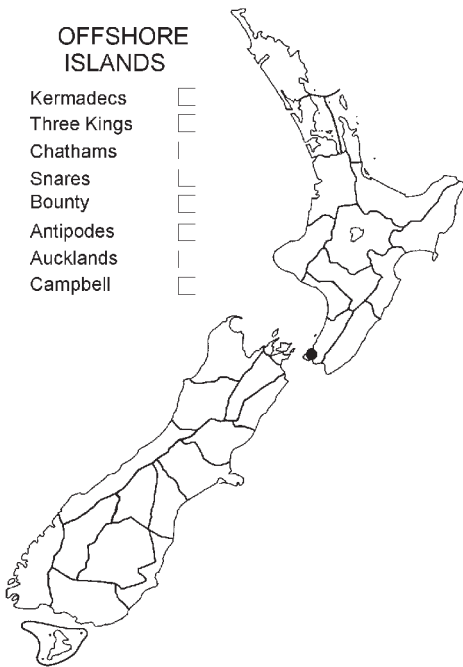 OFFSHORE
ISLANDS
Kermadecs
Three Kings
Chathams
Snares
Bounty
Antipodes
Aucklands
Campbell